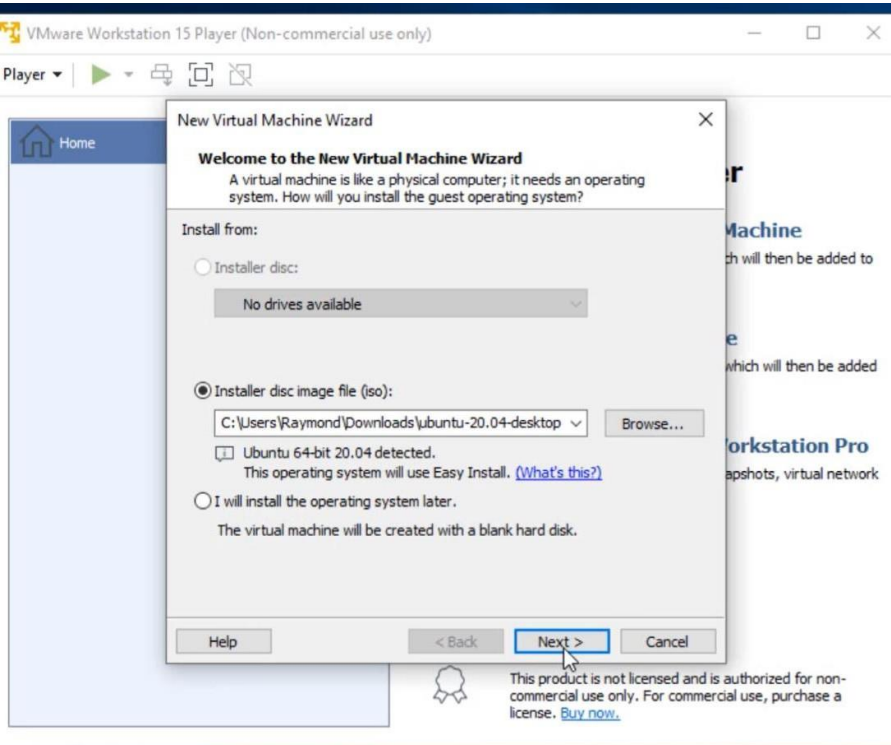 VMware Workstation 15 Player (Non-commercial use only)
Player
Home
New Virtual Machine Wizard
Welcome to the New Virtual Machine Wizard
A virtual machine is like a physical computer; it needs an operating
system. How will you install the guest operating system?
Install from:
Installer disc:
No drives available
Installer disc image file (iso):
C:\Users\Raymond\Downloads\ubuntu-20.04-desktop
Browse...
Ubuntu 64-bit 20.04 detected.
This operating system will use Easy Install. (What's this?)
I will install the operating system later.
The virtual machine will be created with a blank hard disk.
Help
< Back
Next >
Cancel
er
Machine
ch will then be added to
e
which will then be added
Workstation Pro
apshots, virtual network
This product is not licensed and is authorized for non-
commercial use only. For commercial use, purchase a
license. Buy now.